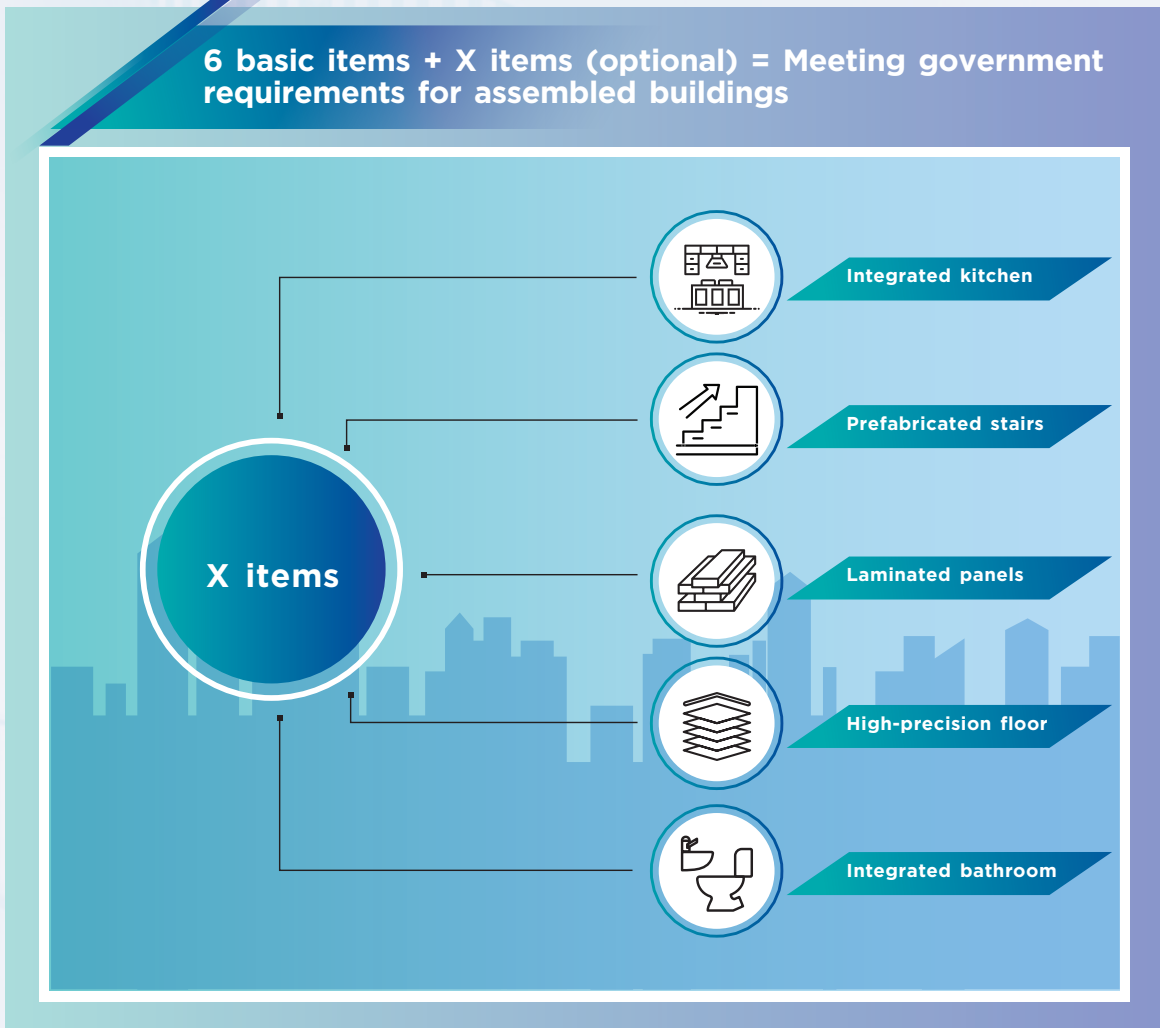 6 basic items + X items (optional) = Meeting government
requirements for assembled buildings
Integrated kitchen
Prefabricated stairs
X items
Laminated panels
High-precision floor
Integrated bathroom